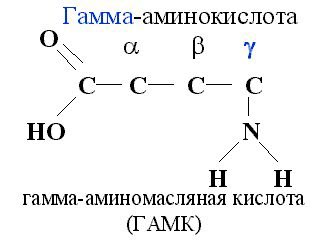 Гамма-аминокислота
O α β γ
C C C C
HO N
H H
гамма-аминомасляная кислота
(ГАМК)